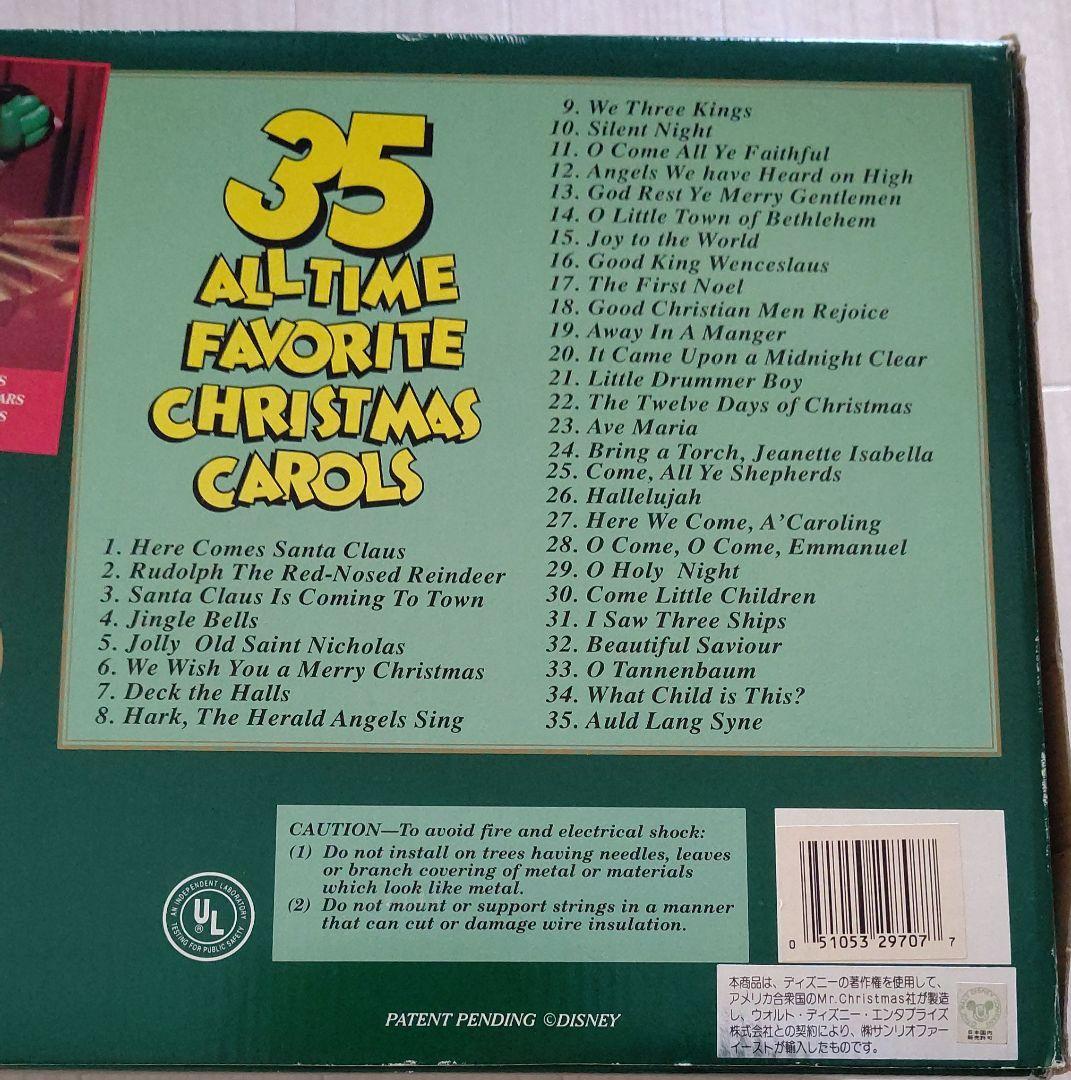 S
ARS
S
35
ALL TIME
FAVORITE
CHRISTMAS
CAROLS
1. Here Comes Santa Claus
2. Rudolph The Red-Nosed Reindeer
3. Santa Claus Is Coming To Town
4. Jingle Bells
5. Jolly Old Saint Nicholas
6. We Wish You a Merry Christmas
7. Deck the Halls
8. Hark, The Herald Angels Sing
9. We Three Kings
10. Silent Night
11. O Come All Ye Faithful
12. Angels We have Heard on High
13. God Rest Ye Merry Gentlemen
14. O Little Town of Bethlehem
15. Joy to the World
16. Good King Wenceslaus
17. The First Noel
18. Good Christian Men Rejoice
19. Away In A Manger
20. It Came Upon a Midnight Clear
21. Little Drummer Boy
22. The Twelve Days of Christmas
23. Ave Maria
24. Bring a Torch, Jeanette Isabella
25. Come, All Ye Shepherds
26. Hallelujah
27. Here We Come, A'Caroling
28. O Come, O Come, Emmanuel
29. O Holy Night
30. Come Little Children
31. I Saw Three Ships
32. Beautiful Saviour
33. O Tannenbaum
34. What Child is This?
35. Auld Lang Syne
CAUTION—To avoid fire and electrical shock:
(1) Do not install on trees having needles, leaves
or branch covering of metal or materials
which look like metal.
(2) Do not mount or support strings in a manner
that can cut or damage wire insulation.
AN INDEPENDENT LABORATORY
UL®
TESTING FOR PUBLIC SAFETY
0 51053 29707 7
PATENT PENDING ©DISNEY
本商品は、ディズニーの著作権を使用して、
アメリカ合衆国のMr.Christmas社が製造
し、ウォルト・ディズニー・エンタプライズ
株式会社との契約により、㈱サンリオファー
イーストが輸入したものです。
日本国内
販売許可